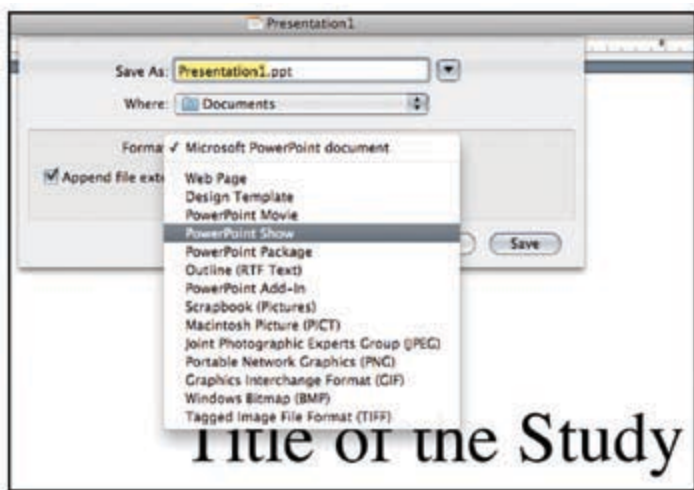 Presentation1
Save As: Presentation1.ppt
Where: Documents
Forma ✓ Microsoft PowerPoint document
Append file exte
Web Page
Design Template
PowerPoint Movie
PowerPoint Show
PowerPoint Package
Save
Outline (RTF Text)
PowerPoint Add-In
Scrapbook (Pictures)
Macintosh Picture (PICT)
Joint Photographic Experts Group (JPEG)
Portable Network Graphics (PNG)
Graphics Interchange Format (GIF)
Windows Bitmap (BMP)
Tagged Image File Format (TIFF)
Title of the Study